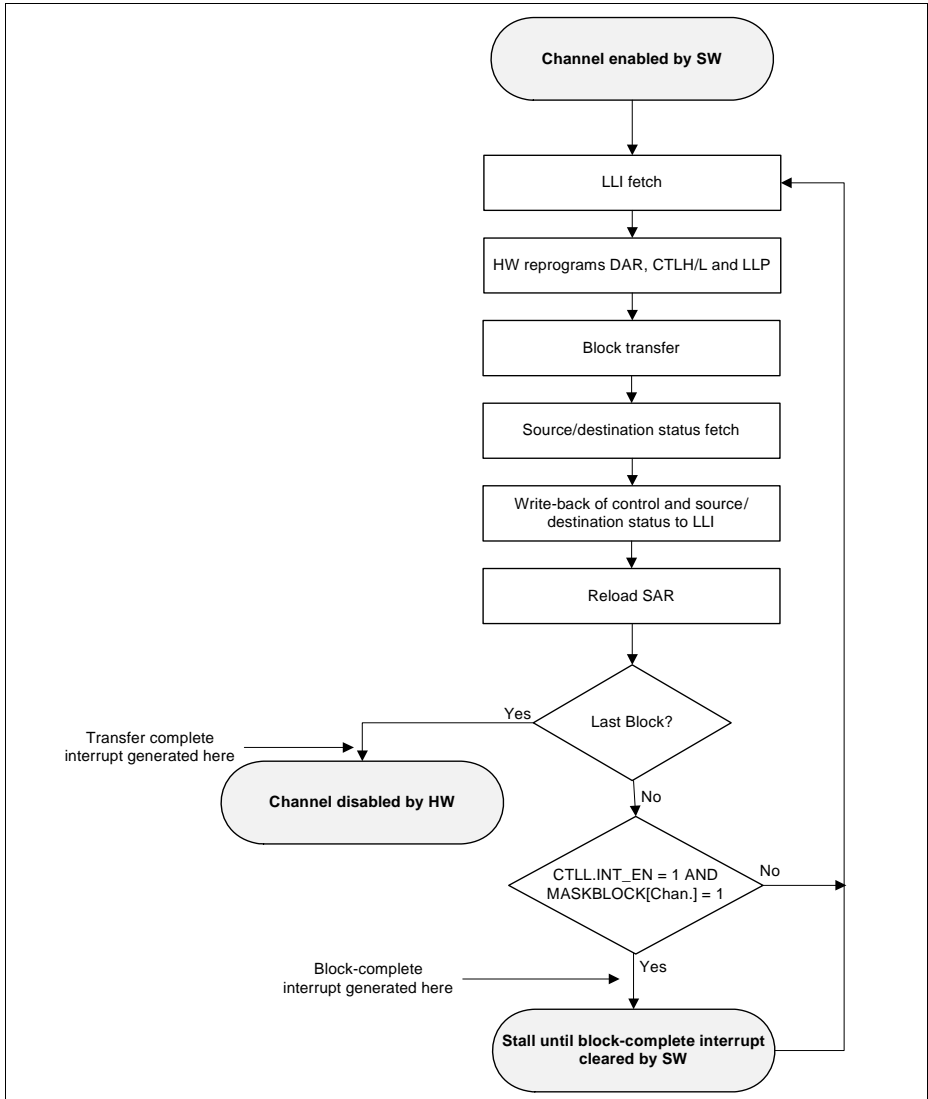 Channel enabled by SW
LLI fetch
HW reprograms DAR, CTLH/L and LLP
Block transfer
Source/destination status fetch
Write-back of control and source/
destination status to LLI
Reload SAR
Last Block?
Yes
Transfer complete
interrupt generated here
Channel disabled by HW
No
CTLL.INT_EN = 1 AND
MASKBLOCK[Chan.] = 1
No
Yes
Block-complete
interrupt generated here
Stall until block-complete interrupt
cleared by SW